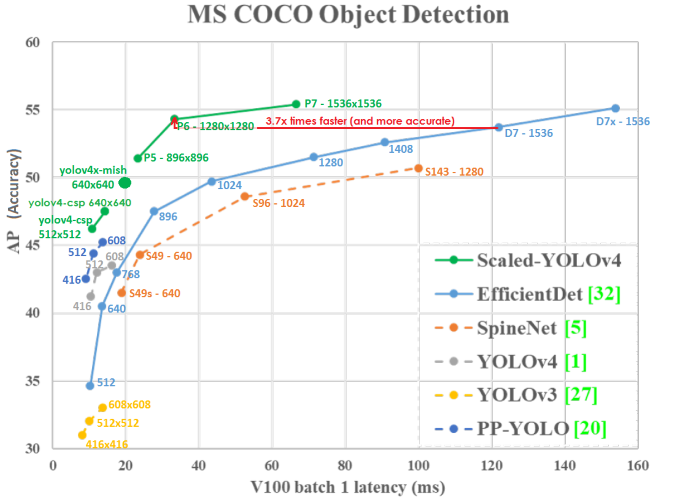 MS COCO Object Detection
60
55
50
45
40
35
30
AP (Accuracy)
P7 - 1536x1536
P6 - 1280x1280
3.7x times faster (and more accurate)
D7 - 1536
D7x - 1536
P5 - 896x896
1280
1408
yolov4x-mish
640x640
1024
S143 - 1280
yolov4-csp 640x640
yolov4-csp
512x512
896
S96 - 1024
608
512
608
512
S49 - 640
768
416
416
S49s - 640
640
512
608x608
512x512
416x416
Scaled-YOLOv4
EfficientDet [32]
SpineNet [5]
YOLOv4 [1]
YOLOv3 [27]
PP-YOLO [20]
0 20 40 60 80 100 120 140 160
V100 batch 1 latency (ms)